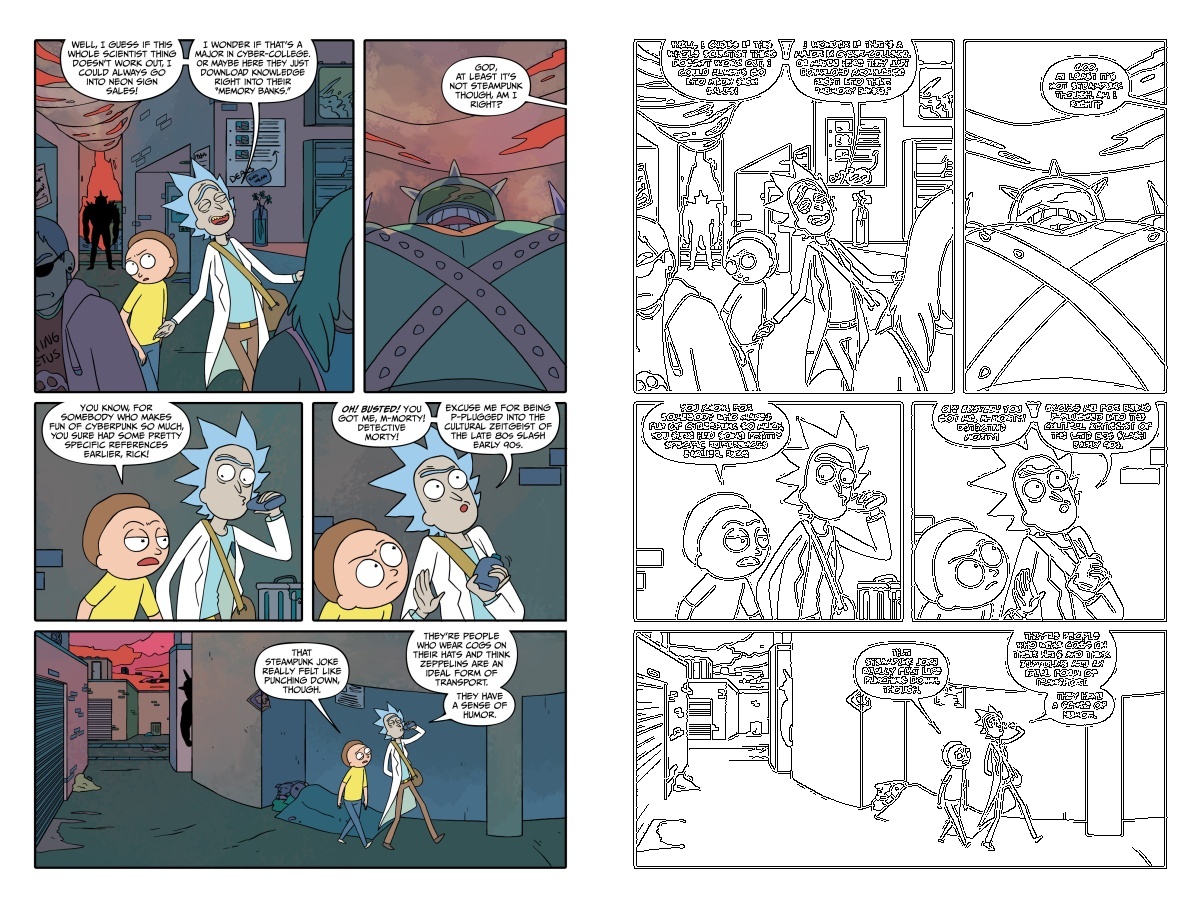 WELL, I GUESS IF THIS
WHOLE SCIENTIST THING
DOESN'T WORK OUT, I
COULD ALWAYS GO
INTO NEON SIGN
SALES!
I WONDER IF THAT'S A
MAJOR IN CYBER-COLLEGE.
OR MAYBE HERE THEY JUST
DOWNLOAD KNOWLEDGE
RIGHT INTO THEIR
"MEMORY BANKS."
GOD,
AT LEAST IT'S
NOT STEAMPUNK
THOUGH, AM I
RIGHT?
YOU KNOW, FOR
SOMEBODY WHO MAKES
FUN OF CYBERPUNK SO MUCH,
YOU SURE HAD SOME PRETTY
SPECIFIC REFERENCES
EARLIER, RICK!
OH! BUSTED! YOU
GOT ME, M-MORTY!
DETECTIVE
MORTY!
EXCUSE ME FOR BEING
P-PLUGGED INTO THE
CULTURAL ZEITGEIST OF
THE LATE 80S SLASH
EARLY 90S.
THAT
STEAMPUNK JOKE
REALLY FELT LIKE
PUNCHING DOWN,
THOUGH.
THEY'RE PEOPLE
WHO WEAR COGS ON
THEIR HATS AND THINK
ZEPPELINS ARE AN
IDEAL FORM OF
TRANSPORT.
THEY HAVE
A SENSE OF
HUMOR.